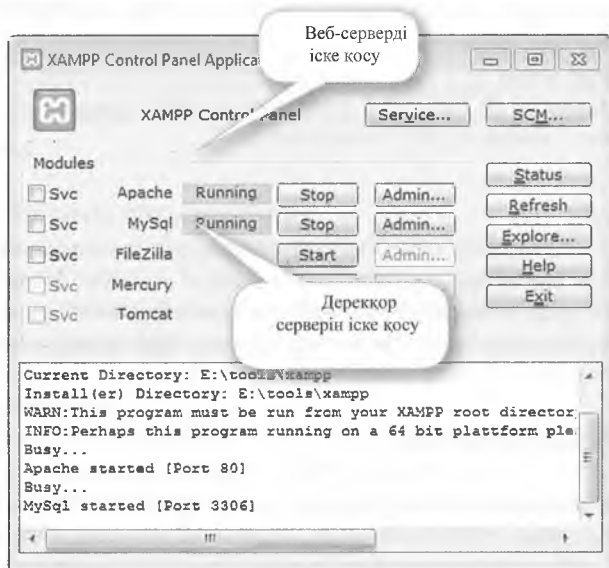 Веб-серверді
іске қосу
XAMPP Control Panel Applica
XAMPP Control Panel
Service...
SCM...
Modules
Status
Svc Apache Running Stop Admin...
Refresh
Svc MySql Running Stop Admin...
Explore...
Svc FileZilla Start Admin...
Help
Svc Mercury
Exit
Svc Tomcat
Дерекқор
серверін іске қосу
Current Directory: E:\tools\xampp
Install(er) Directory: E:\tools\xampp
WARN:This program must be run from your XAMPP root director
INFO:Perhaps this program running on a 64 bit plattform ple
Busy...
Apache started [Port 80]
Busy...
MySql started [Port 3306]